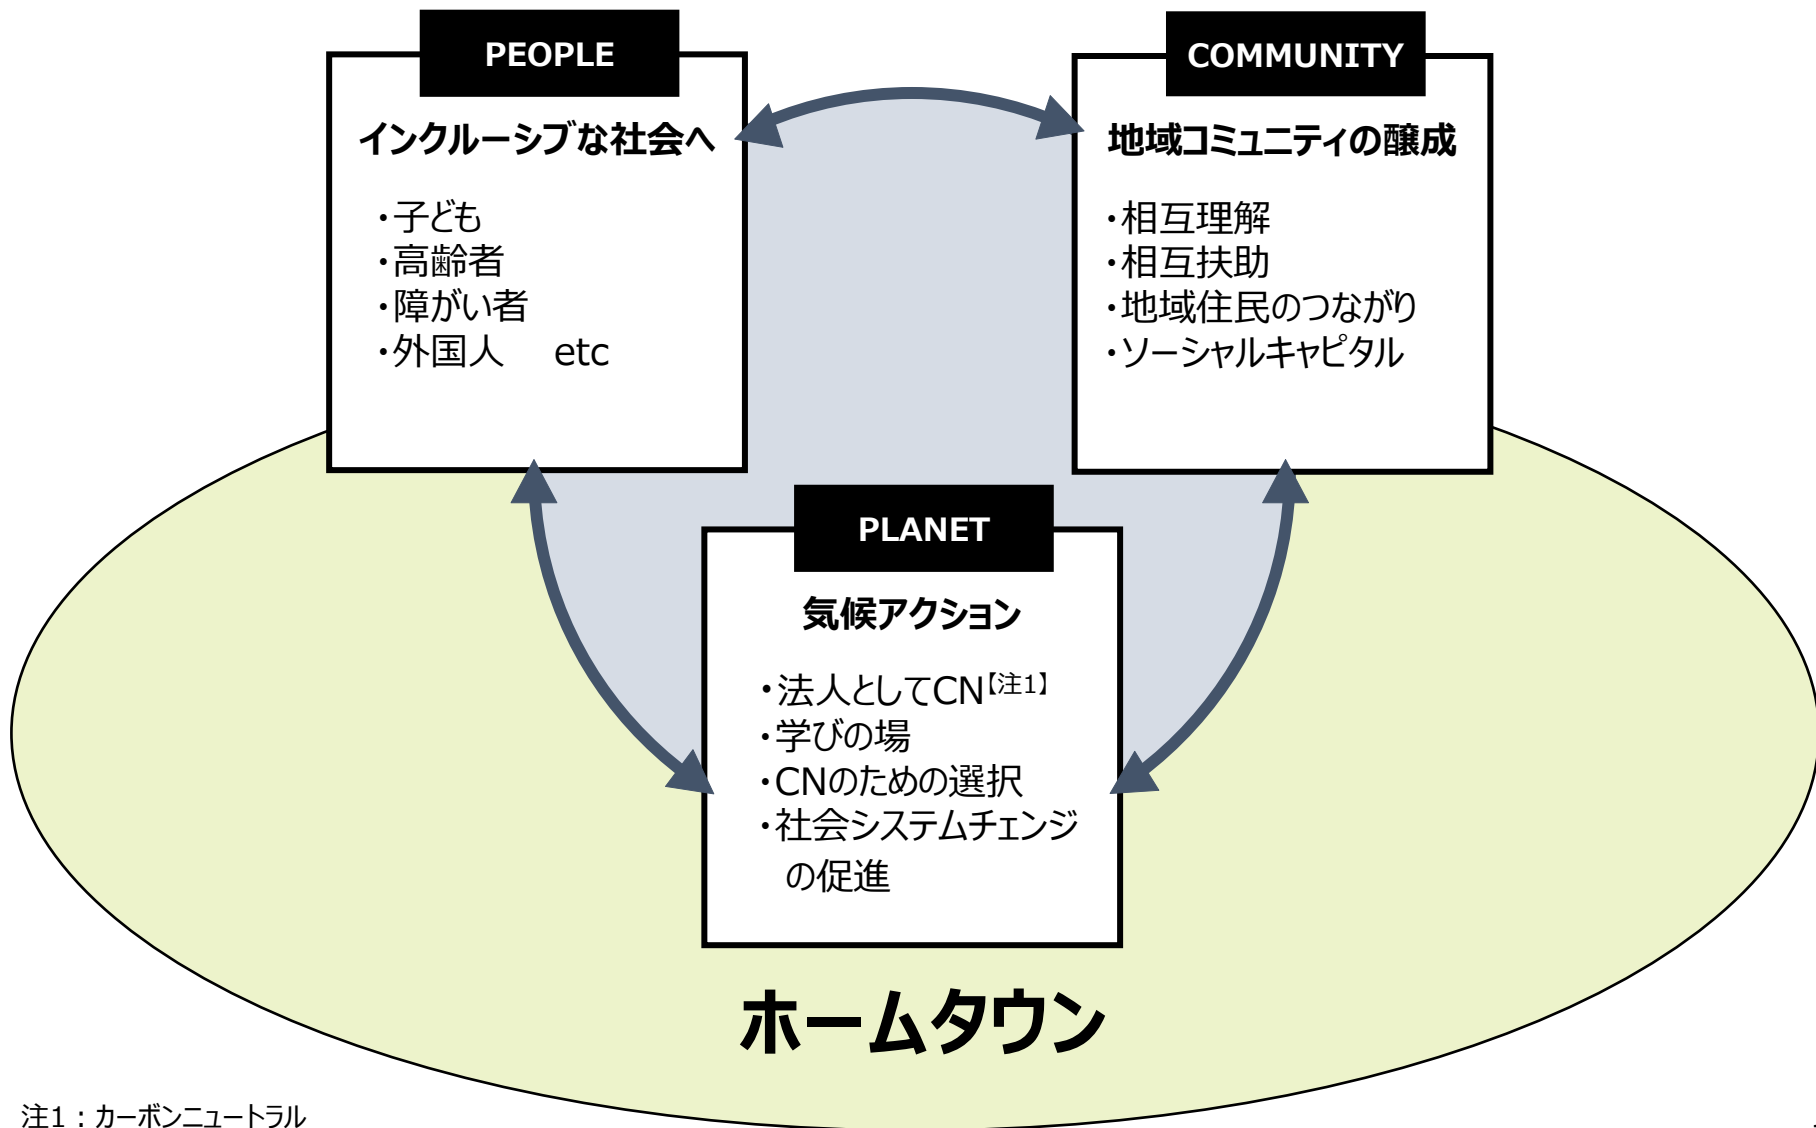 PEOPLE
インクルーシブな社会へ
・子ども
・高齢者
・障がい者
・外国人　etc
COMMUNITY
地域コミュニティの醸成
・相互理解
・相互扶助
・地域住民のつながり
・ソーシャルキャピタル
PLANET
気候アクション
・法人としてCN【注1】
・学びの場
・CNのための選択
・社会システムチェンジ
の促進
ホームタウン
注1：カーボンニュートラル